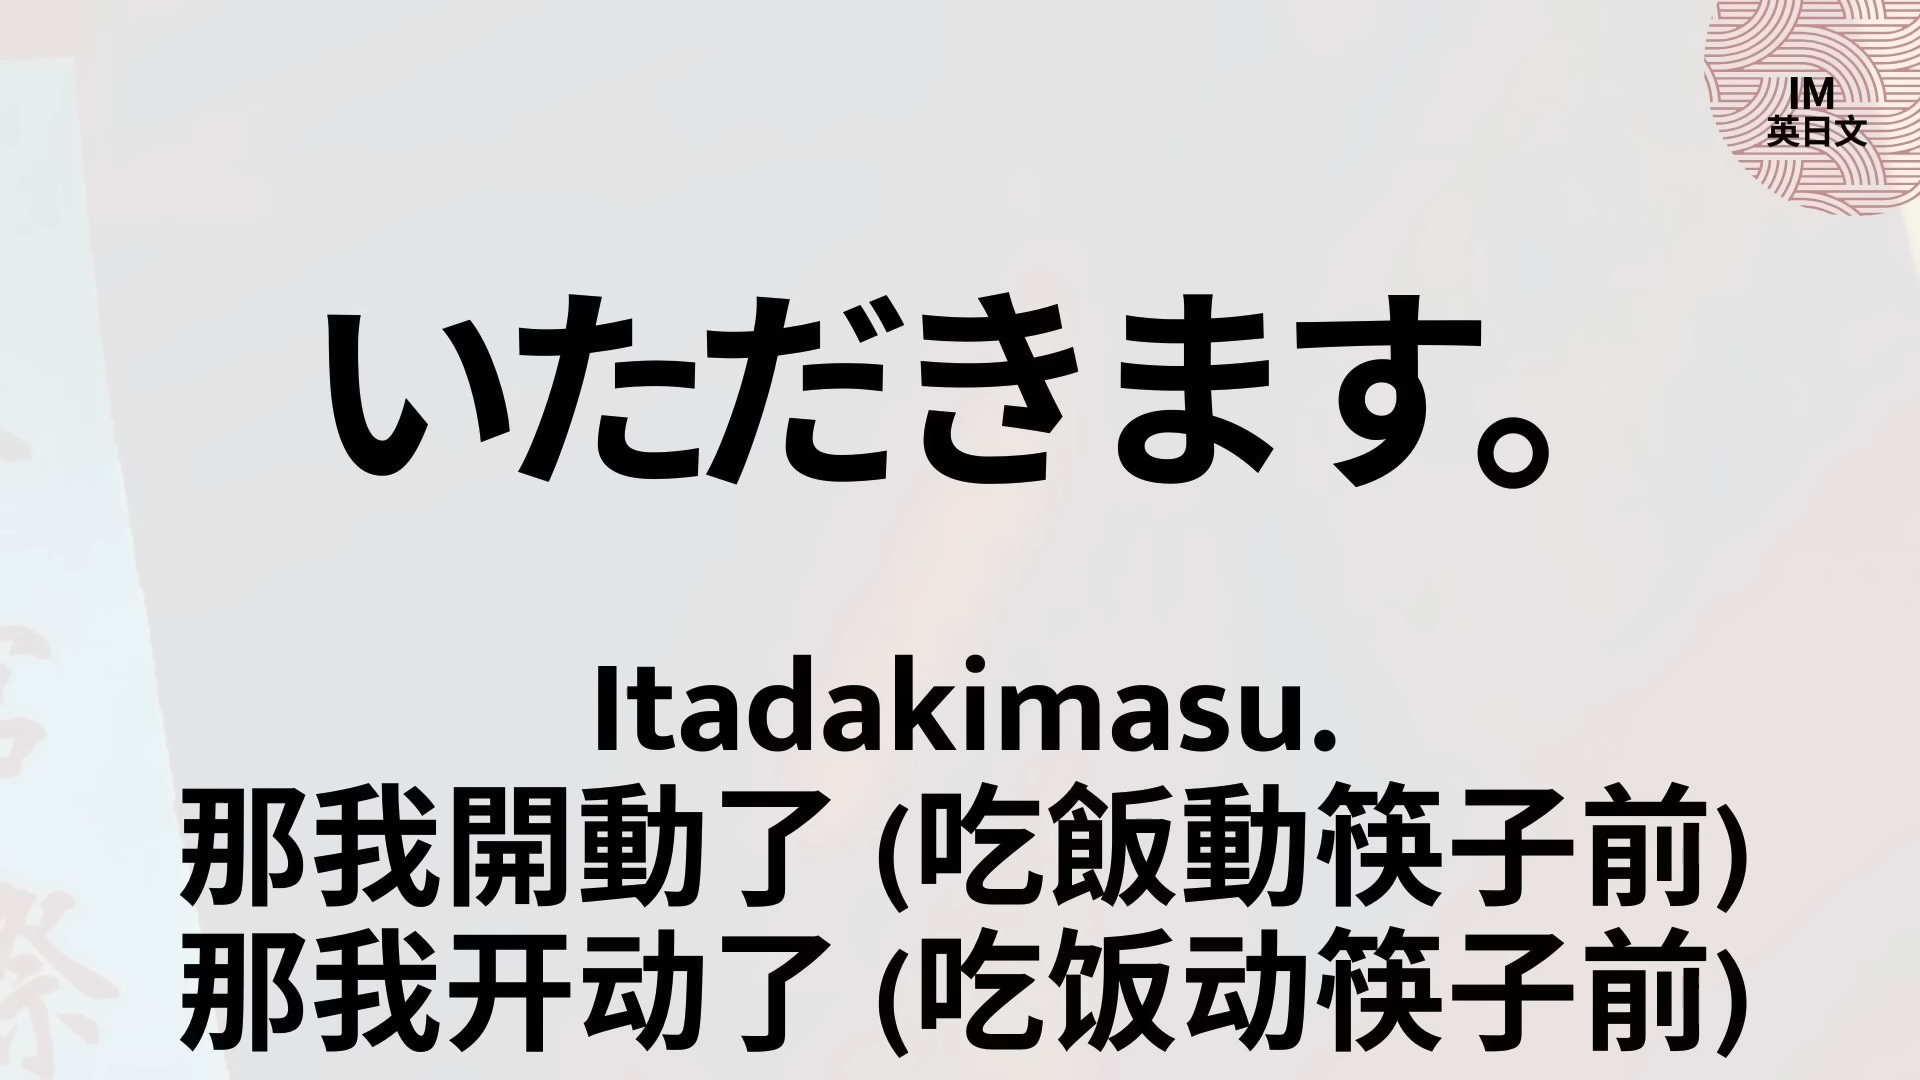 IM
英日文
いただきます。
Itadakimasu.
那我開動了 (吃飯動筷子前)
那我开动了 (吃饭动筷子前)